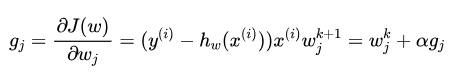 g_j = \frac{\partial J(w)}{\partial w_j} = (y^{(i)} - h_w(x^{(i)}))x^{(i)}w_j^{k+1} = w_j^k + \alpha g_j